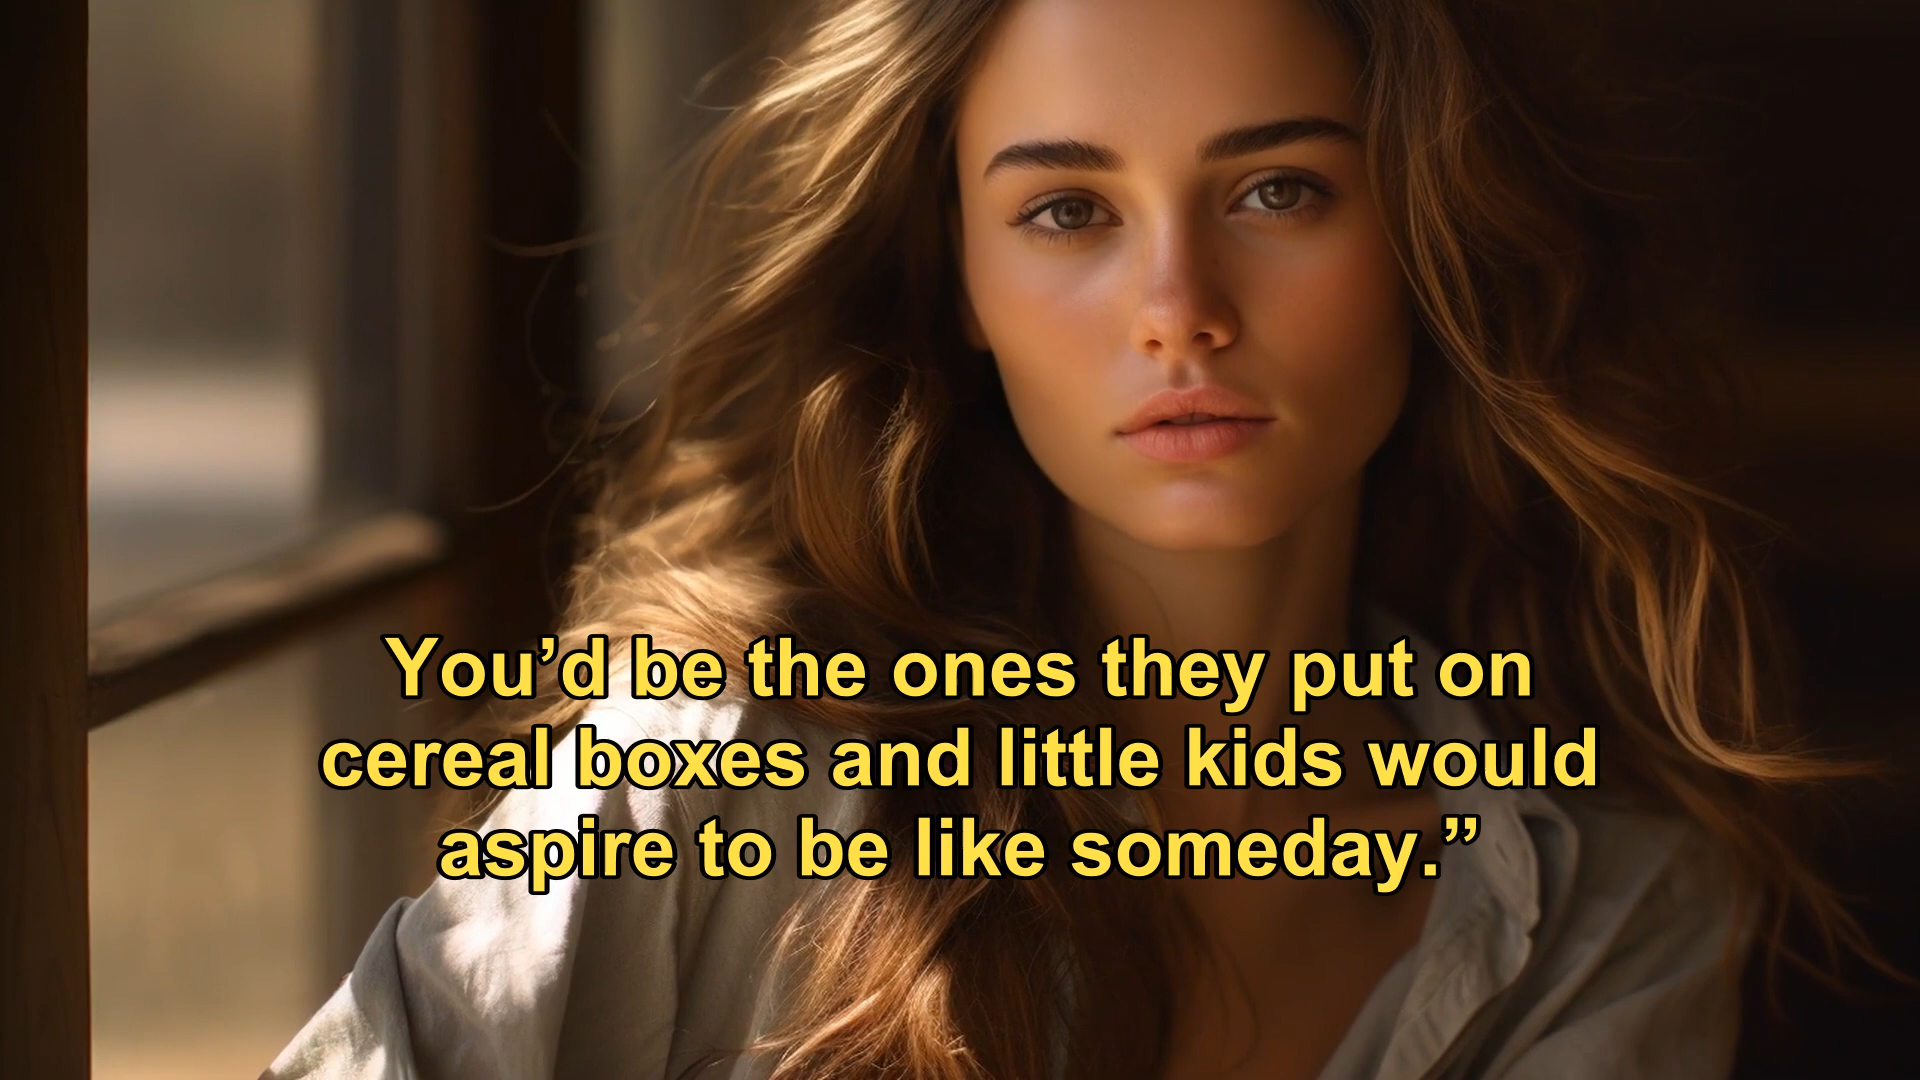 You’d be the ones they put on
cereal boxes and little kids would
aspire to be like someday.”